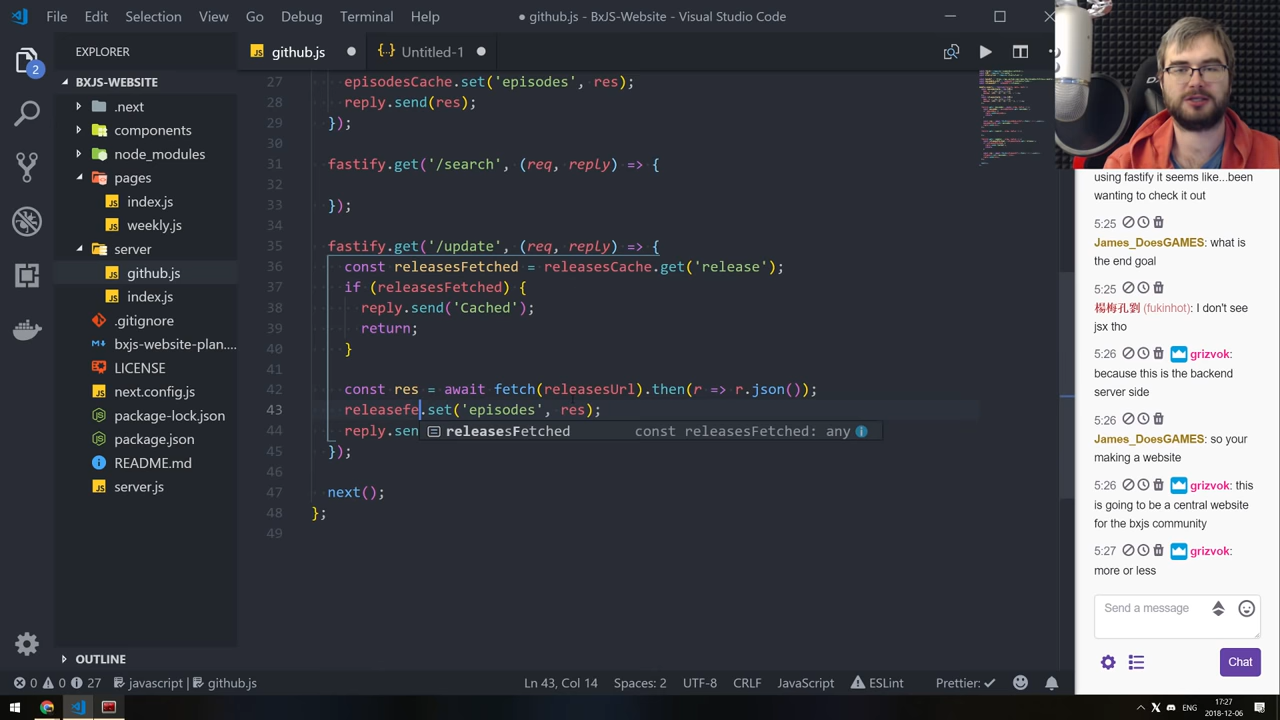 File Edit Selection View Go Debug Terminal Help
● github.js - BxJS-Website - Visual Studio Code
EXPLORER
2
BXJS-WEBSITE
.next
components
node_modules
pages
index.js
weekly.js
server
github.js
index.js
.gitignore
bxjs-website-plan....
LICENSE
next.config.js
package-lock.json
package.json
README.md
server.js
OUTLINE
github.js ● Untitled-1 ●
27 episodesCache.set('episodes', res);
28 reply.send(res);
29 });
30
31 fastify.get('/search', (req, reply) => {
32
33 });
34
35 fastify.get('/update', (req, reply) => {
36 const releasesFetched = releasesCache.get('release');
37 if (releasesFetched) {
38 reply.send('Cached');
39 return;
40 }
41
42 const res = await fetch(releasesUrl).then(r => r.json());
43 releasefe.set('episodes', res);
44 reply.sen
releasesFetched const releasesFetched: any
45 });
46
47 next();
48 };
49
using fastify it seems like...been
wanting to check it out
5:25
James_DoesGAMES: what is
the end goal
5:25
楊梅孔劉 (fukinhot): I don't see
jsx tho
5:26 grizvok:
because this is the backend
server side
5:26
James_DoesGAMES: so your
making a website
5:26 grizvok: this
is going to be a central website
for the bxjs community
5:27 grizvok:
more or less
Send a message
Chat
0 0 27 javascript | github.js Ln 43, Col 14 Spaces: 2 UTF-8 CRLF JavaScript ESLint Prettier: ✓
ENG
17:27
2018-12-06